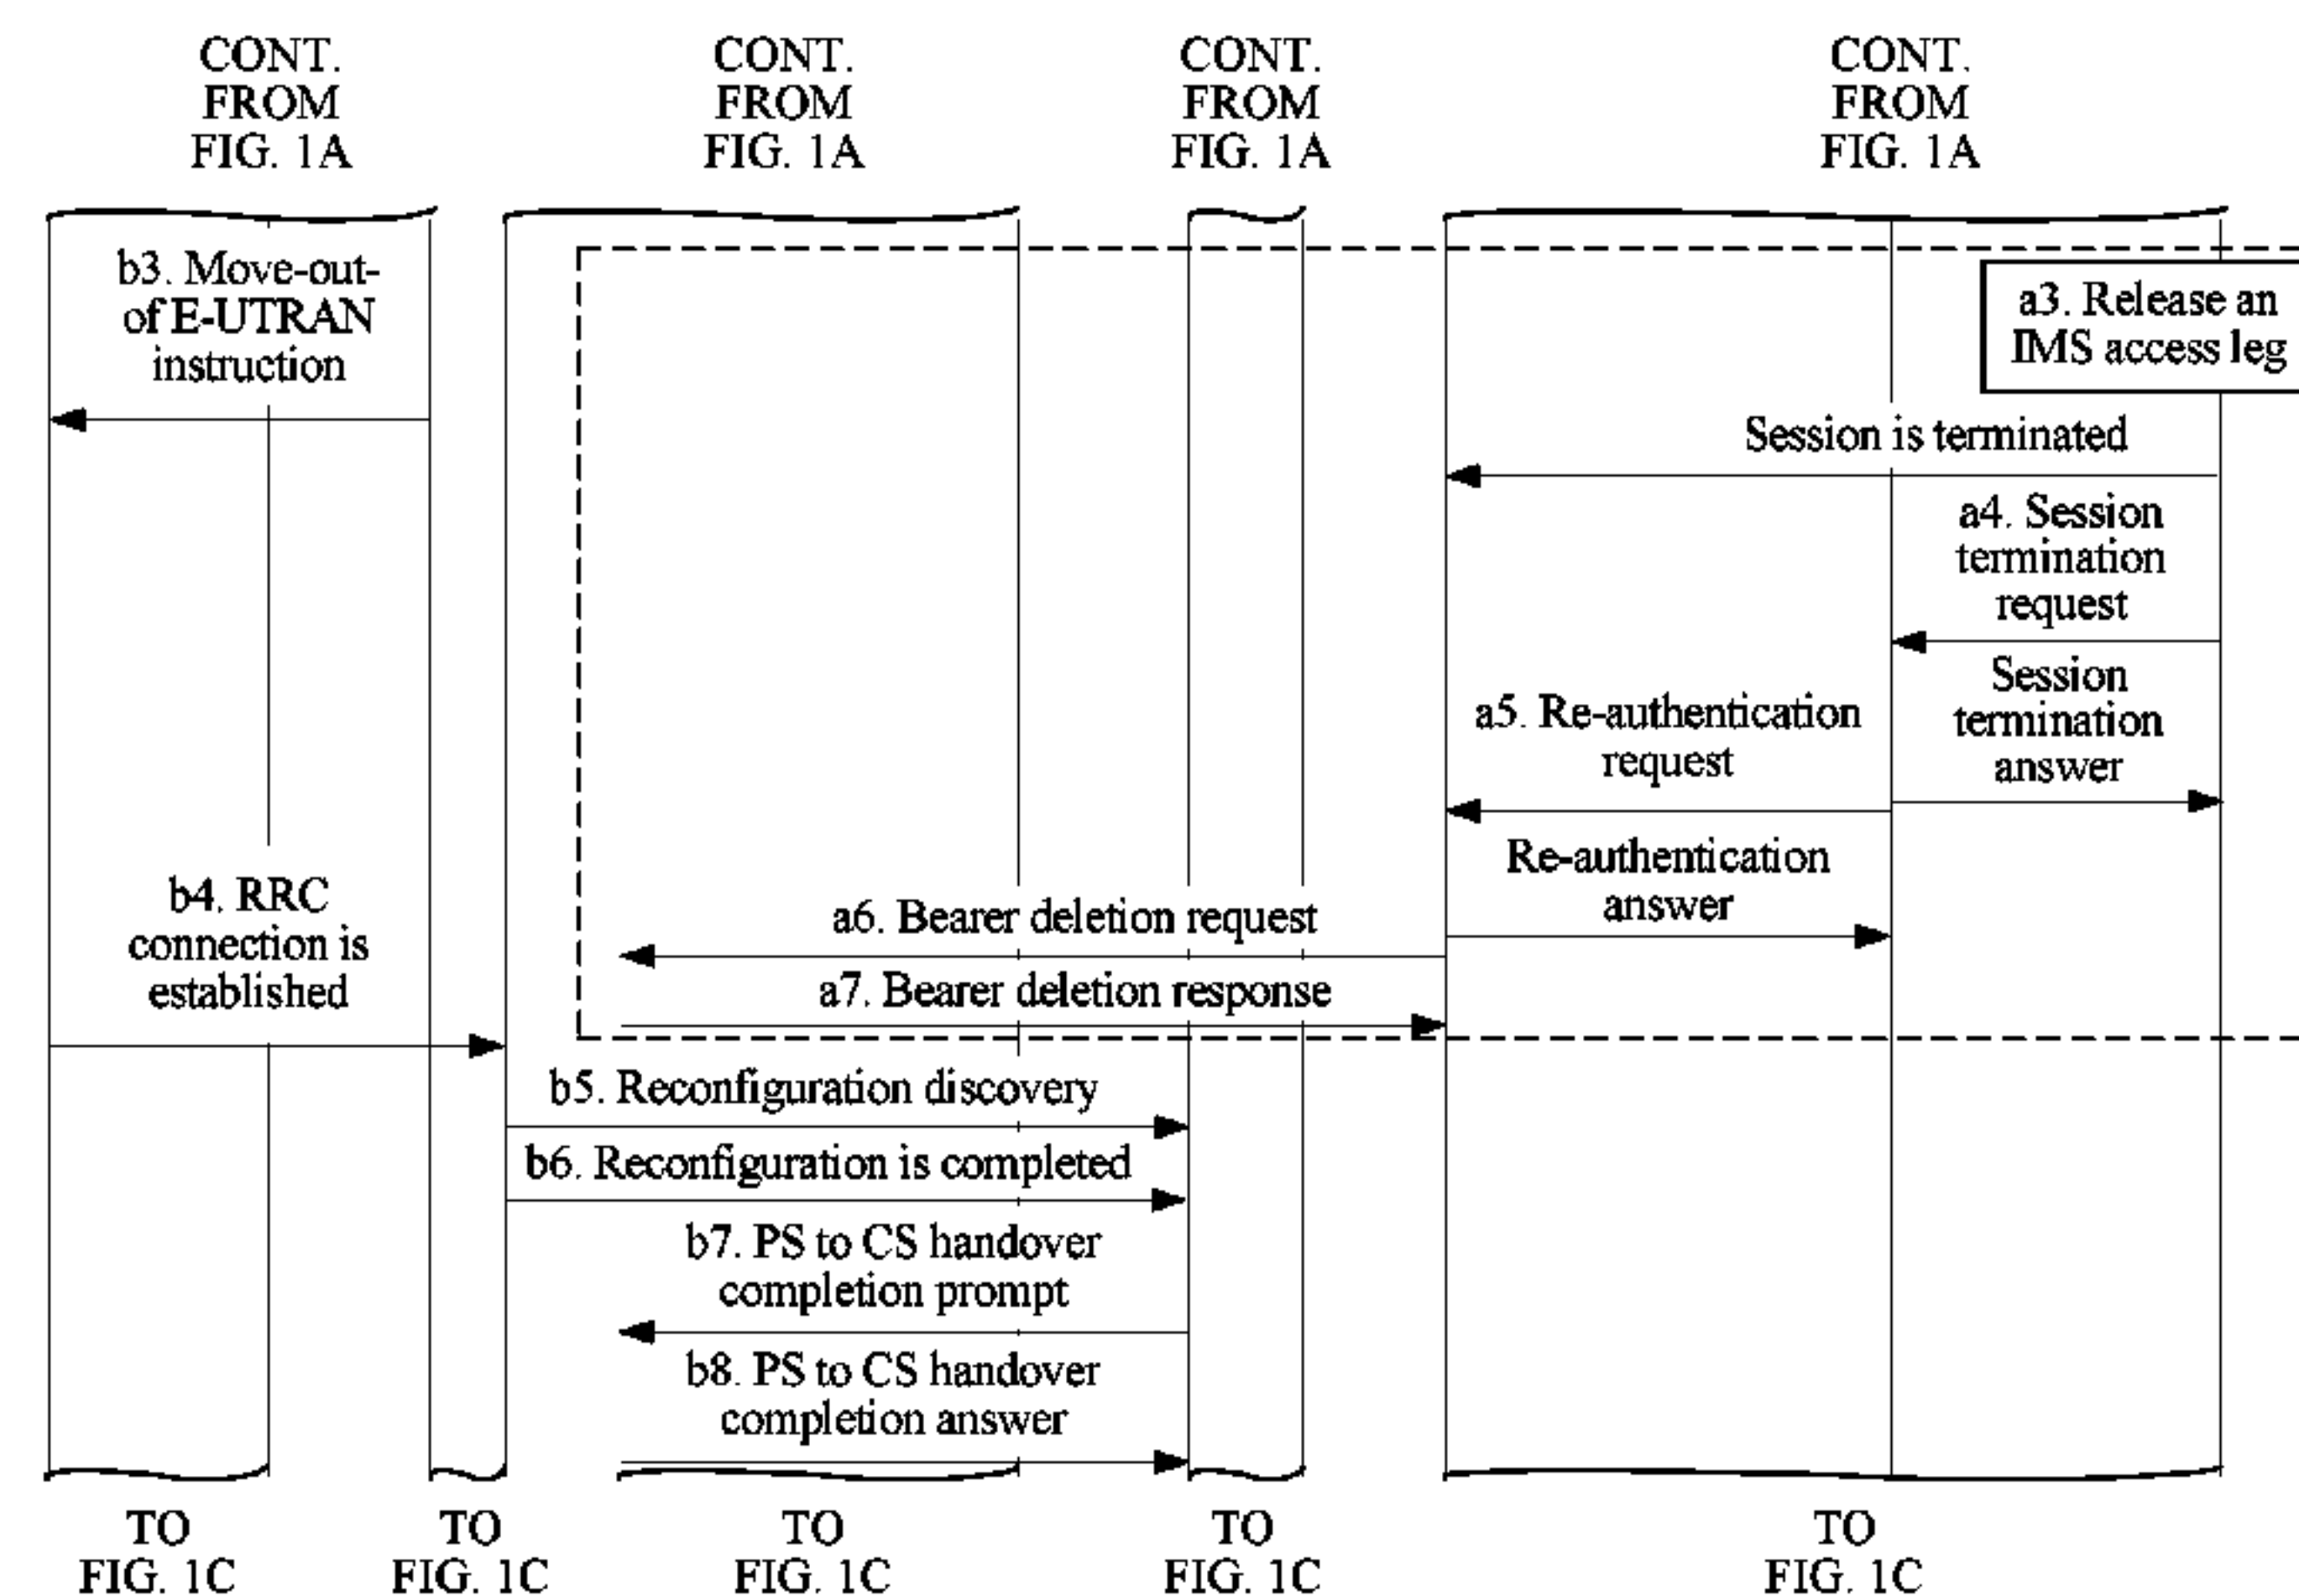 CONT.
FROM
FIG. 1A
CONT.
FROM
FIG. 1A
CONT.
FROM
FIG. 1A
CONT.
FROM
FIG. 1A
b3. Move-out-
of E-UTRAN
instruction
a3. Release an
IMS access leg
Session is terminated
a4. Session
termination
request
Session
termination
answer
a5. Re-authentication
request
Re-authentication
answer
b4. RRC
connection is
established
a6. Bearer deletion request
a7. Bearer deletion response
b5. Reconfiguration discovery
b6. Reconfiguration is completed
b7. PS to CS handover
completion prompt
b8. PS to CS handover
completion answer
TO
FIG. 1C
TO
FIG. 1C
TO
FIG. 1C
TO
FIG. 1C
TO
FIG. 1C